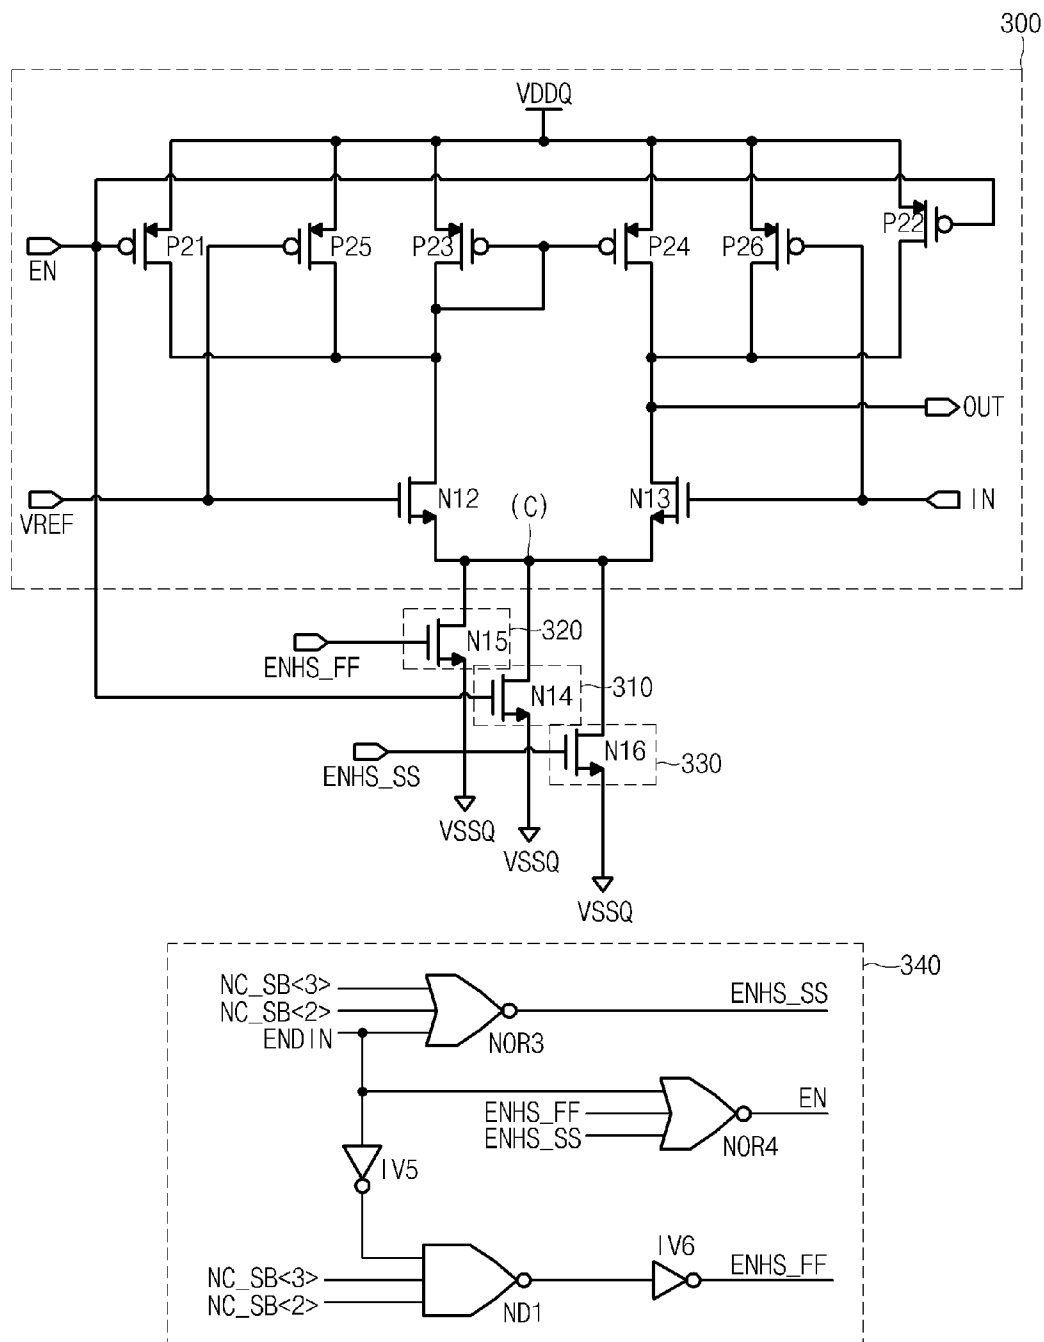 300
VDDQ
P21
P25
P23
P24
P26
P22
EN
OUT
N12
N13
VREF
(C)
IN
N15
320
ENHS_FF
N14
310
N16
330
ENHS_SS
VSSQ
VSSQ
VSSQ
340
NC_SB<3>
NC_SB<2>
ENDIN
NOR3
ENHS_SS
ENHS_FF
ENHS_SS
NOR4
EN
IV5
IV6
ENHS_FF
NC_SB<3>
NC_SB<2>
ND1